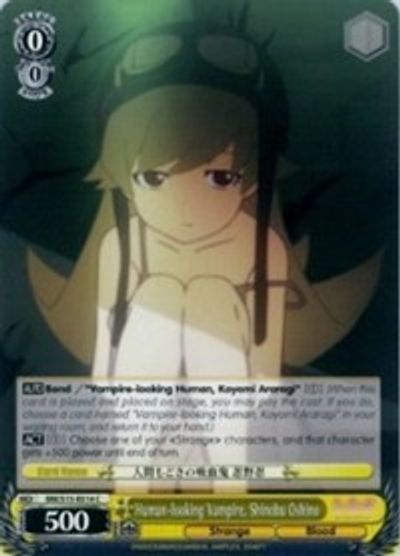 0
0
A/D Bond／"Vampire-looking Human, Koyomi Araragi" [(1)] (When this
card is played and placed on stage, you may pay the cost. If you do,
choose a card named "Vampire-looking Human, Koyomi Araragi" in your
waiting room, and return it to your hand.)
ACT [(1)] Choose one of your <Strange> characters, and that character
gets +500 power until end of turn.
Card Name 人間もどきの吸血鬼 忍野忍
500
Human-looking Vampire, Shinobu Oshino
Strange Blood